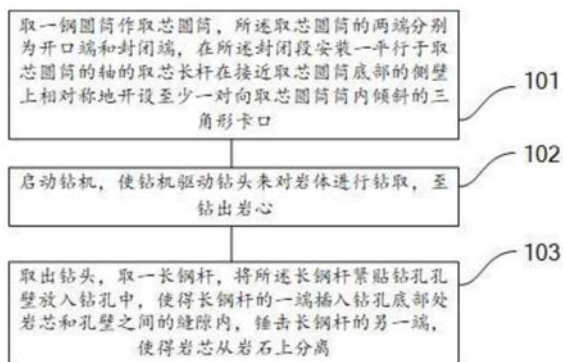 取一钢圆筒作取芯圆筒，所述取芯圆筒的两端分别
为开口端和封闭端，在所述封闭段安装一平行于取
芯圆筒的轴的取芯长杆在接近取芯圆筒底部的侧壁
上相对称地开设至少一对向取芯圆筒筒内倾斜的三
角形卡口
101
启动钻机，使钻机驱动钻头来对岩体进行钻取，至
钻出岩心
102
取出钻头，取一长钢杆，将所述长钢杆紧贴钻孔孔
壁放入钻孔中，使得长钢杆的一端插入钻孔底部处
岩芯和孔壁之间的缝隙内，锤击长钢杆的另一端，
使得岩芯从岩石上分离
103